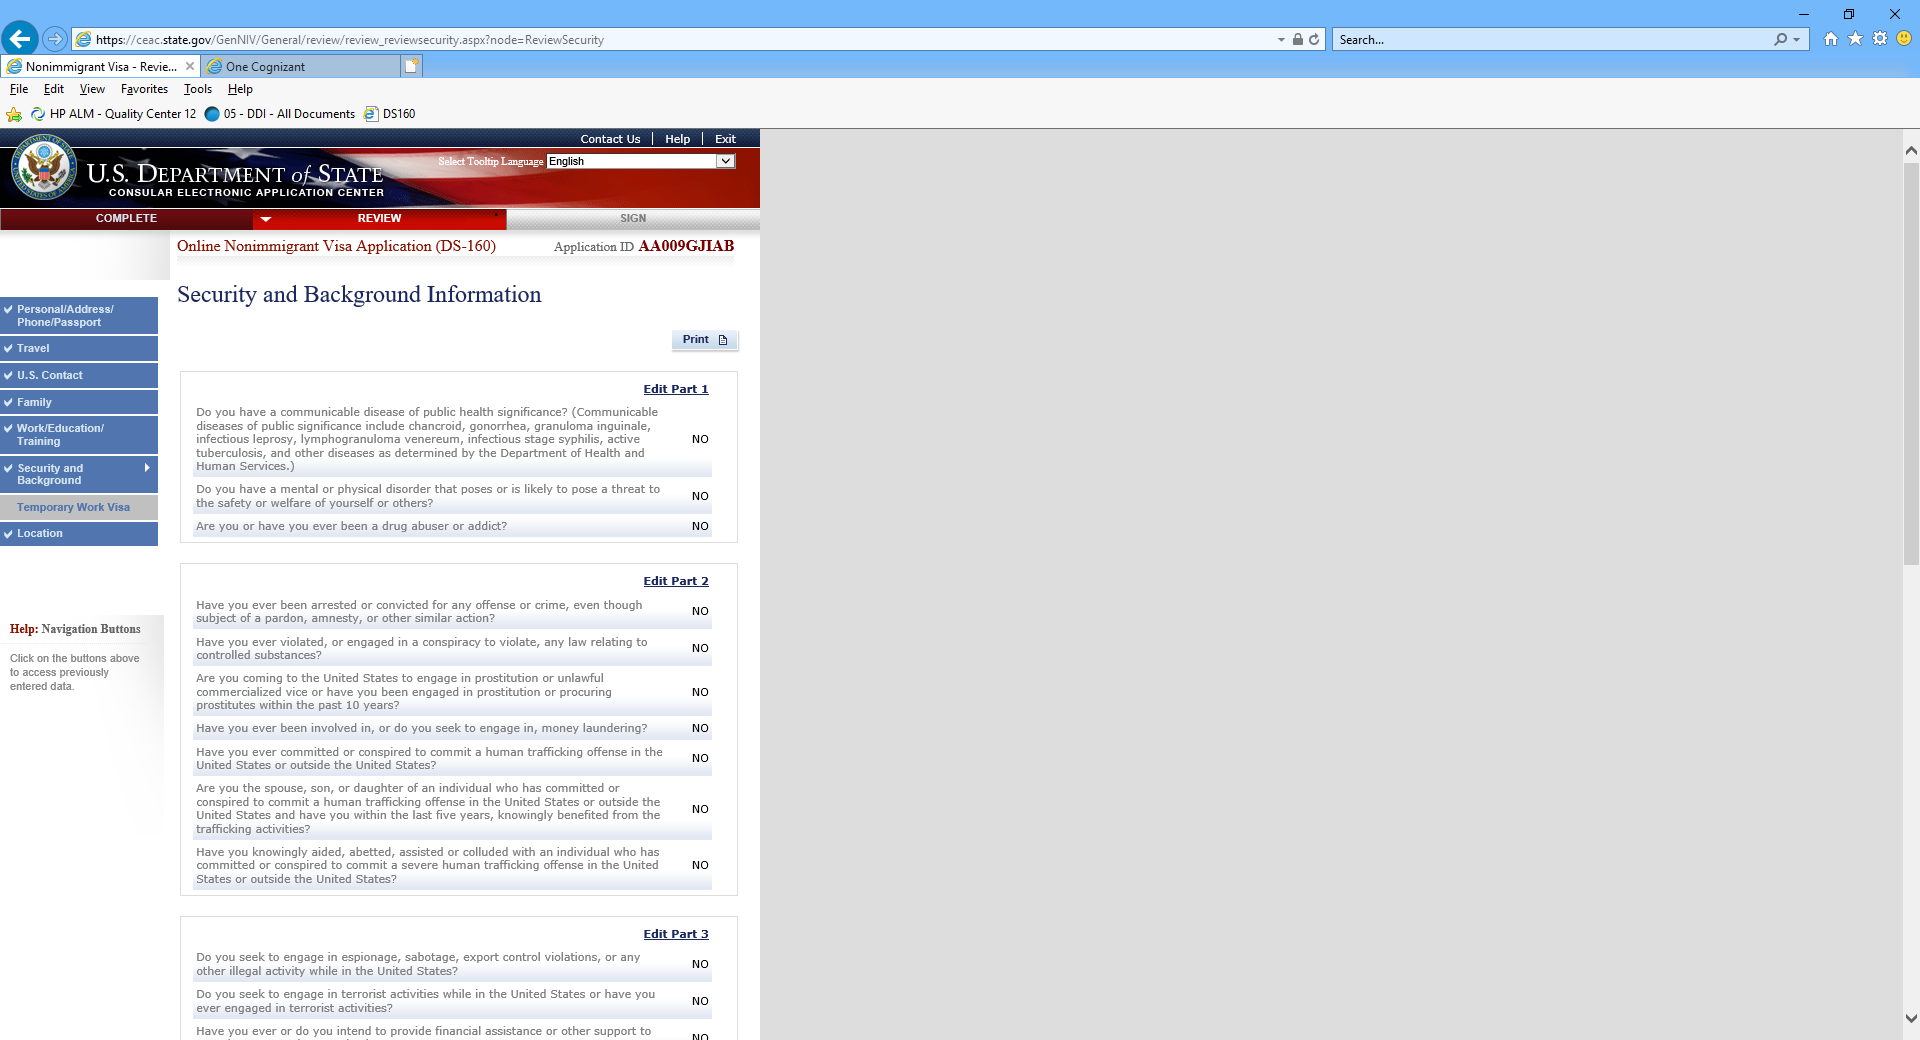 https://ceac.state.gov/GenNIV/General/review/review_reviewsecurity.aspx?node=ReviewSecurity
Search...
Nonimmigrant Visa - Revie...
One Cognizant
File Edit View Favorites Tools Help
HP ALM - Quality Center 12 05 - DDI - All Documents DS160
Contact Us Help Exit
Select Tooltip Language English
U.S. DEPARTMENT of STATE
CONSULAR ELECTRONIC APPLICATION CENTER
COMPLETE REVIEW SIGN
Online Nonimmigrant Visa Application (DS-160) Application ID AA009GJIAB
Security and Background Information
Print
Personal/Address/
Phone/Passport
Travel
U.S. Contact
Family
Work/Education/
Training
Security and
Background
Temporary Work Visa
Location
Help: Navigation Buttons
Click on the buttons above
to access previously
entered data.
Edit Part 1
Do you have a communicable disease of public health significance? (Communicable
diseases of public significance include chancroid, gonorrhea, granuloma inguinale,
infectious leprosy, lymphogranuloma venereum, infectious stage syphilis, active NO
tuberculosis, and other diseases as determined by the Department of Health and
Human Services.)
Do you have a mental or physical disorder that poses or is likely to pose a threat to NO
the safety or welfare of yourself or others?
Are you or have you ever been a drug abuser or addict? NO
Edit Part 2
Have you ever been arrested or convicted for any offense or crime, even though NO
subject of a pardon, amnesty, or other similar action?
Have you ever violated, or engaged in a conspiracy to violate, any law relating to NO
controlled substances?
Are you coming to the United States to engage in prostitution or unlawful
commercialized vice or have you been engaged in prostitution or procuring NO
prostitutes within the past 10 years?
Have you ever been involved in, or do you seek to engage in, money laundering? NO
Have you ever committed or conspired to commit a human trafficking offense in the NO
United States or outside the United States?
Are you the spouse, son, or daughter of an individual who has committed or
conspired to commit a human trafficking offense in the United States or outside the NO
United States and have you within the last five years, knowingly benefited from the
trafficking activities?
Have you knowingly aided, abetted, assisted or colluded with an individual who has
committed or conspired to commit a severe human trafficking offense in the United NO
States or outside the United States?
Edit Part 3
Do you seek to engage in espionage, sabotage, export control violations, or any NO
other illegal activity while in the United States?
Do you seek to engage in terrorist activities while in the United States or have you NO
ever engaged in terrorist activities?
Have you ever or do you intend to provide financial assistance or other support to NO